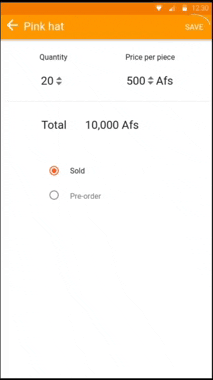 12:30
Pink hat SAVE
Quantity Price per piece
20 500 Afs
Total 10,000 Afs
Sold
Pre-order